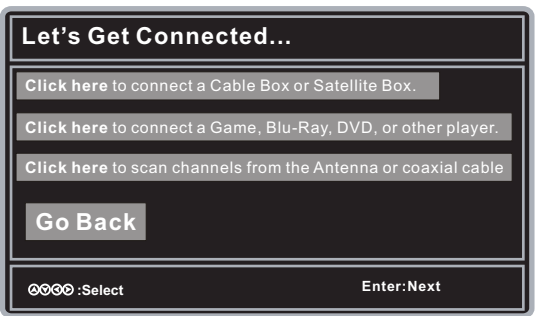 Let's Get Connected...
Click here to connect a Cable Box or Satellite Box.
Click here to connect a Game, Blu-Ray, DVD, or other player.
Click here to scan channels from the Antenna or coaxial cable
Go Back
:Select Enter:Next